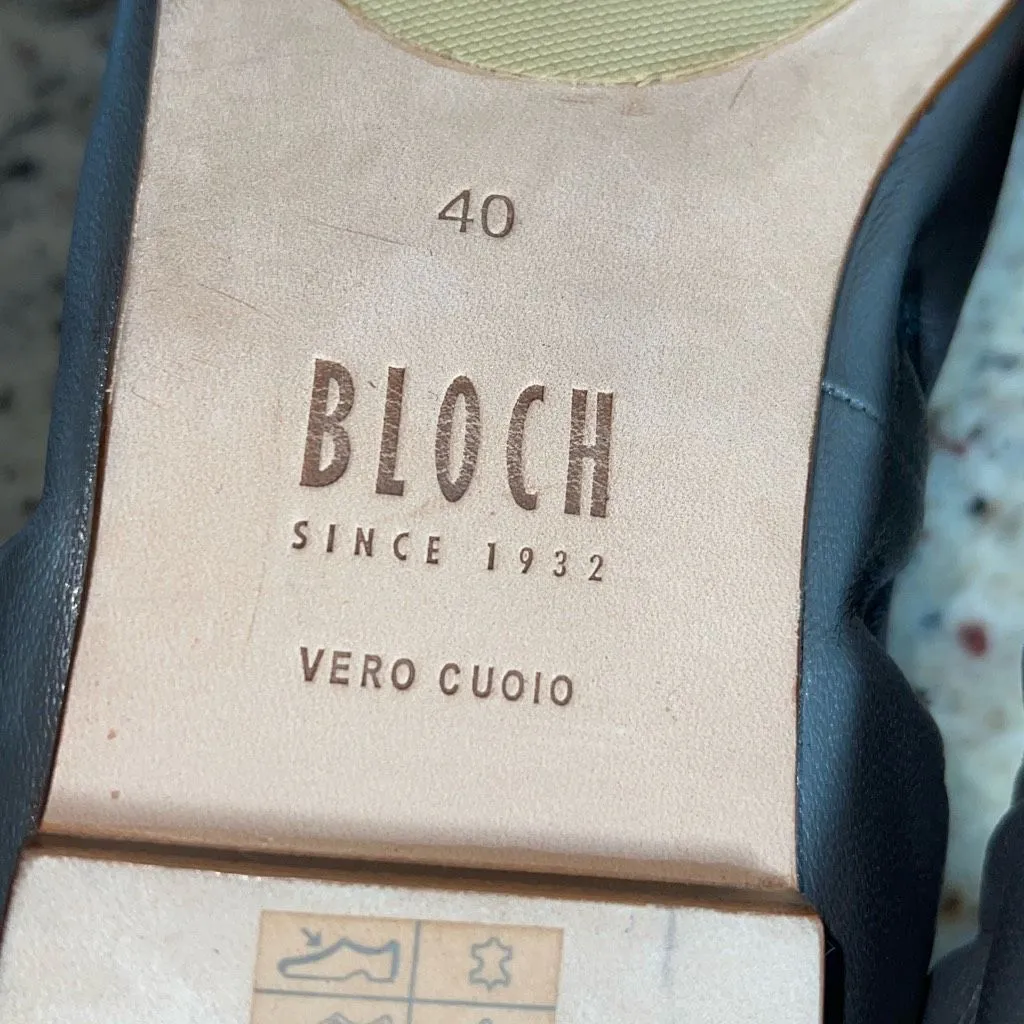 40
BLOCH
SINCE 1932
VERO CUOIO